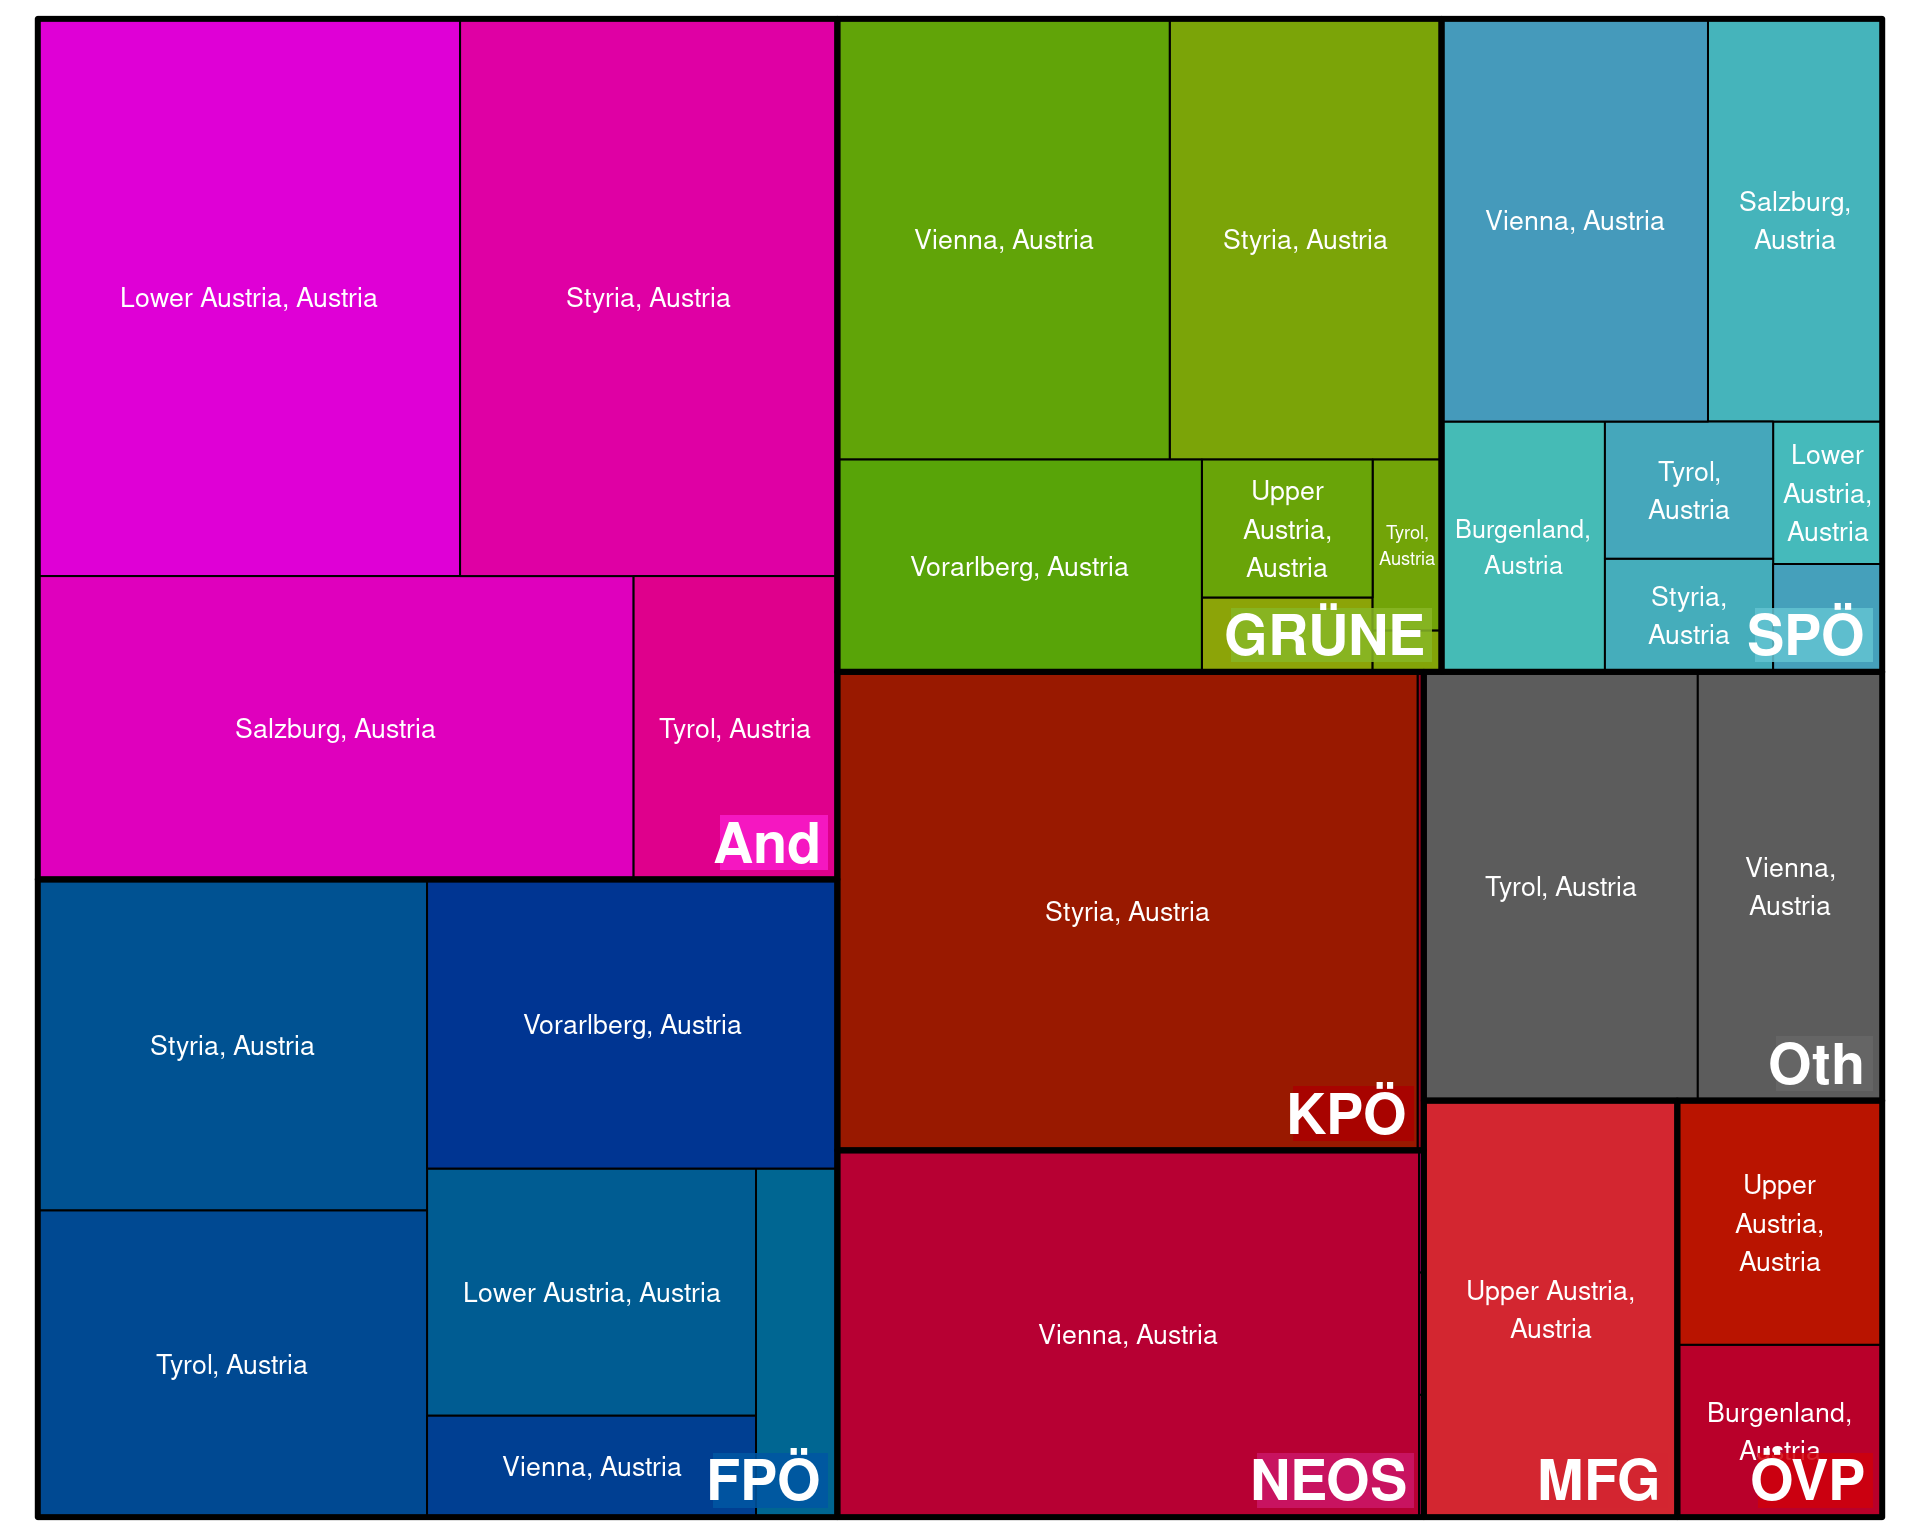 Lower Austria, Austria
Styria, Austria
Salzburg, Austria
Tyrol, Austria
And
Styria, Austria
Vorarlberg, Austria
Tyrol, Austria
Lower Austria, Austria
Vienna, Austria
FPÖ
Vienna, Austria
Styria, Austria
Vorarlberg, Austria
Upper
Austria,
Austria
Tyrol,
Austria
GRÜNE
Vienna, Austria
Salzburg,
Austria
Burgenland,
Austria
Tyrol,
Austria
Lower
Austria,
Austria
Styria,
Austria
SPÖ
Styria, Austria
KPÖ
Tyrol, Austria
Vienna,
Austria
Oth
Vienna, Austria
NEOS
Upper Austria,
Austria
MFG
Upper
Austria,
Austria
Burgenland,
Austria
ÖVP